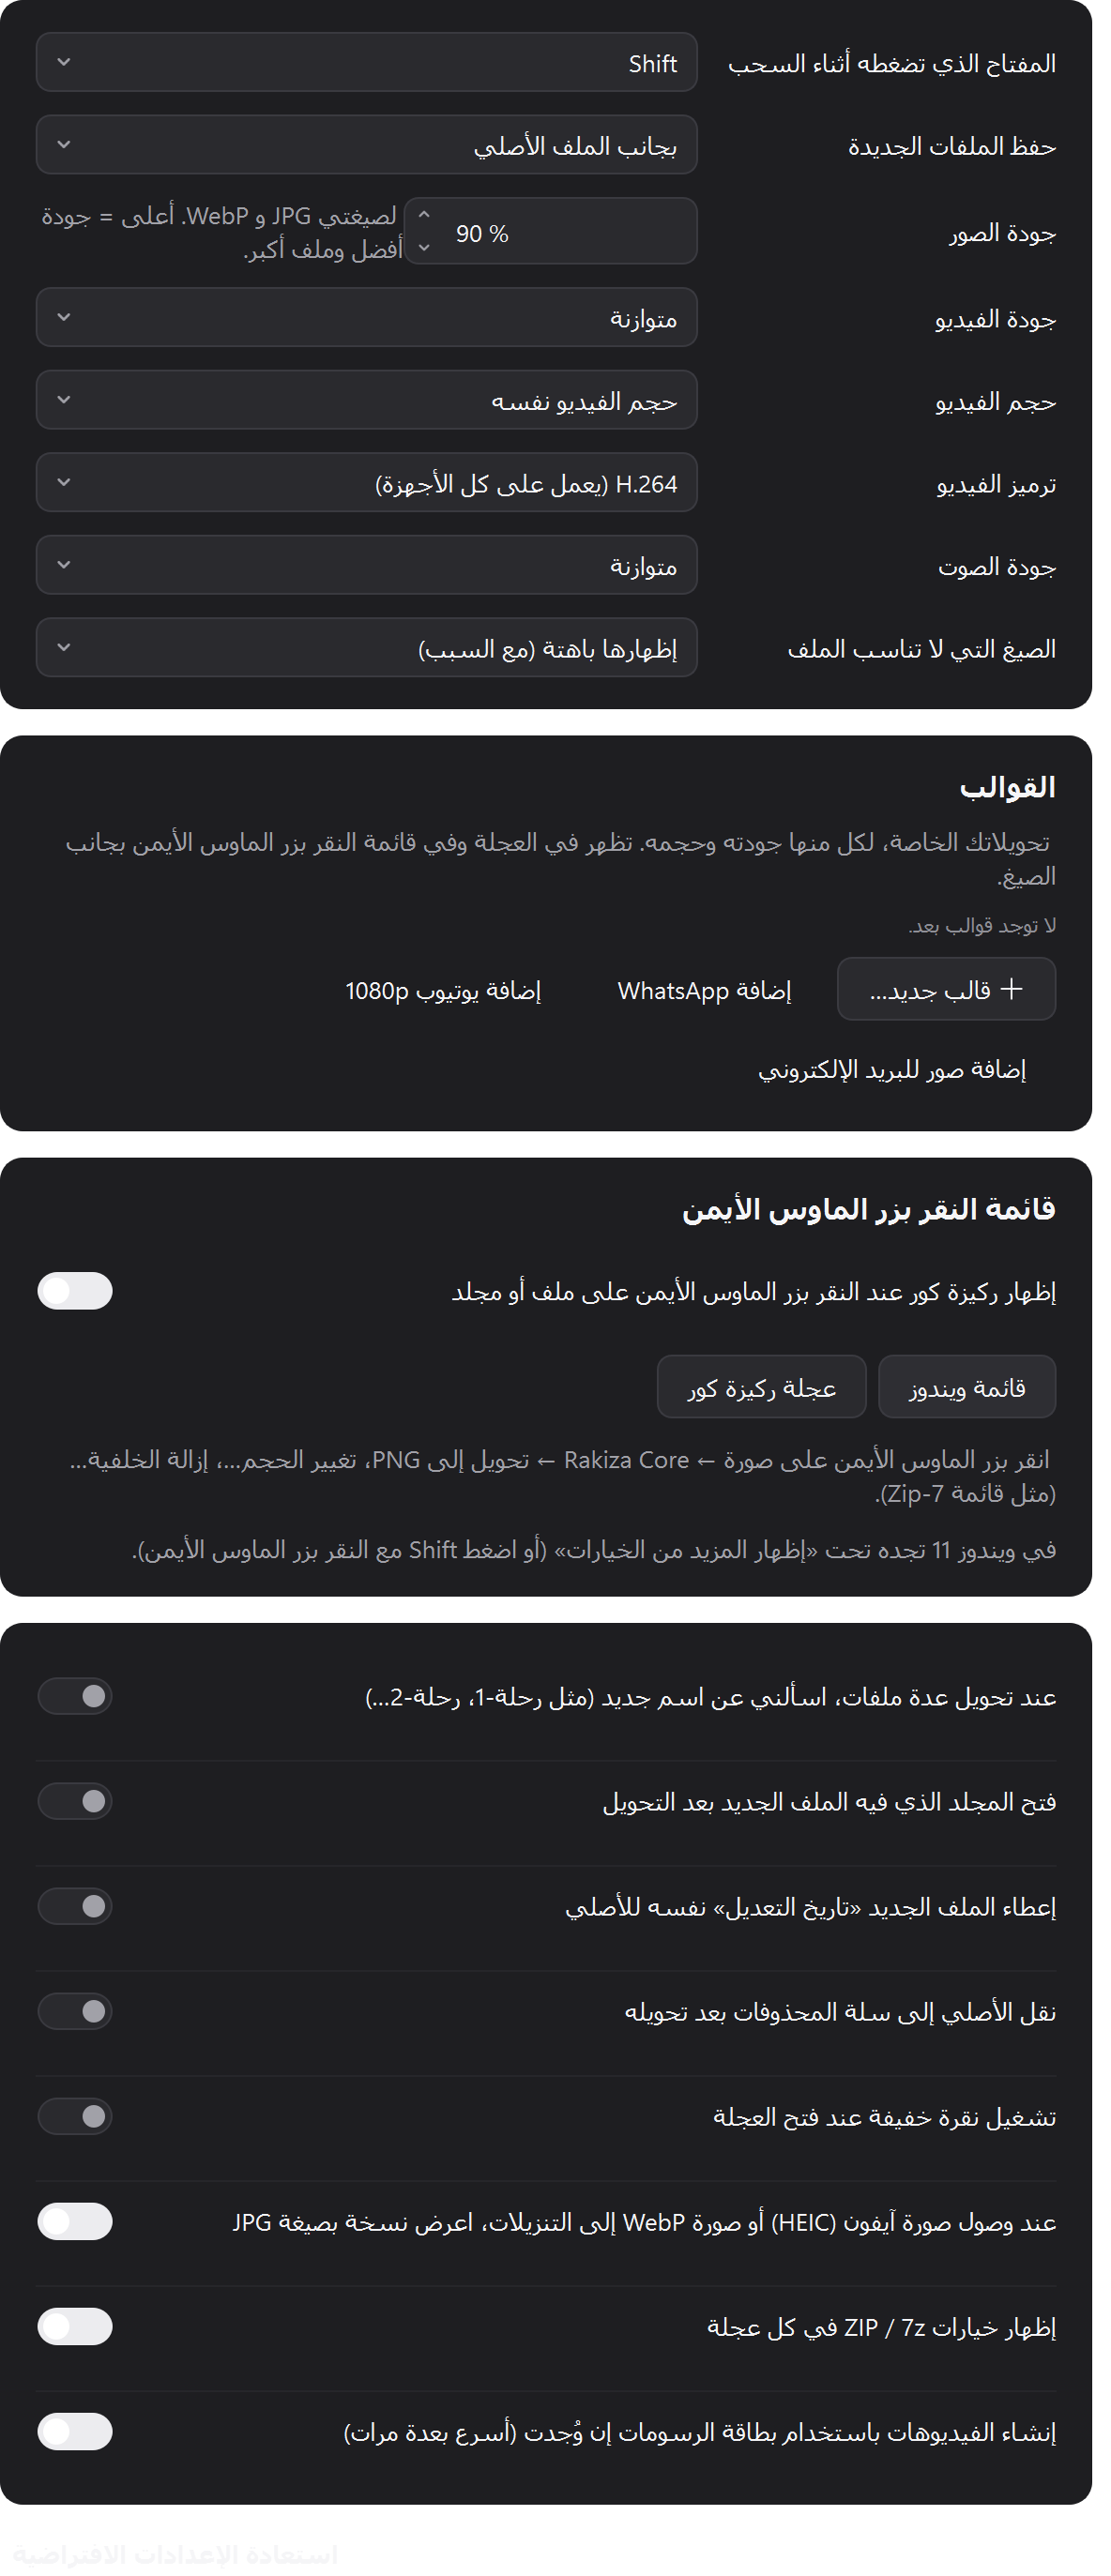 المفتاح الذي تضغطه أثناء السحب
Shift
حفظ الملفات الجديدة
بجانب الملف الأصلي
جودة الصور
90 %
لصيغتي JPG و WebP. أعلى = جودة
أفضل وملف أكبر.
جودة الفيديو
متوازنة
حجم الفيديو
حجم الفيديو نفسه
ترميز الفيديو
H.264 (يعمل على كل الأجهزة)
جودة الصوت
متوازنة
الصيغ التي لا تناسب الملف
إظهارها باهتة (مع السبب)
القوالب
تحويلاتك الخاصة، لكل منها جودته وحجمه. تظهر في العجلة وفي قائمة النقر بزر الماوس الأيمن بجانب
الصيغ.
لا توجد قوالب بعد.
+ قالب جديد...
إضافة WhatsApp
إضافة يوتيوب 1080p
إضافة صور للبريد الإلكتروني
قائمة النقر بزر الماوس الأيمن
إظهار ركيزة كور عند النقر بزر الماوس الأيمن على ملف أو مجلد
قائمة ويندوز
عجلة ركيزة كور
انقر بزر الماوس الأيمن على صورة ← Rakiza Core ← تحويل إلى PNG، تغيير الحجم...، إزالة الخلفية...
(مثل قائمة 7-Zip).
في ويندوز 11 تجده تحت «إظهار المزيد من الخيارات» (أو اضغط Shift مع النقر بزر الماوس الأيمن).
عند تحويل عدة ملفات، اسألني عن اسم جديد (مثل رحلة-1، رحلة-2...)
فتح المجلد الذي فيه الملف الجديد بعد التحويل
إعطاء الملف الجديد «تاريخ التعديل» نفسه للأصلي
نقل الأصلي إلى سلة المحذوفات بعد تحويله
تشغيل نقرة خفيفة عند فتح العجلة
عند وصول صورة آيفون (HEIC) أو صورة WebP إلى التنزيلات، اعرض نسخة بصيغة JPG
إظهار خيارات ZIP / 7z في كل عجلة
إنشاء الفيديوهات باستخدام بطاقة الرسومات إن وُجدت (أسرع بعدة مرات)
استعادة الإعدادات الافتراضية